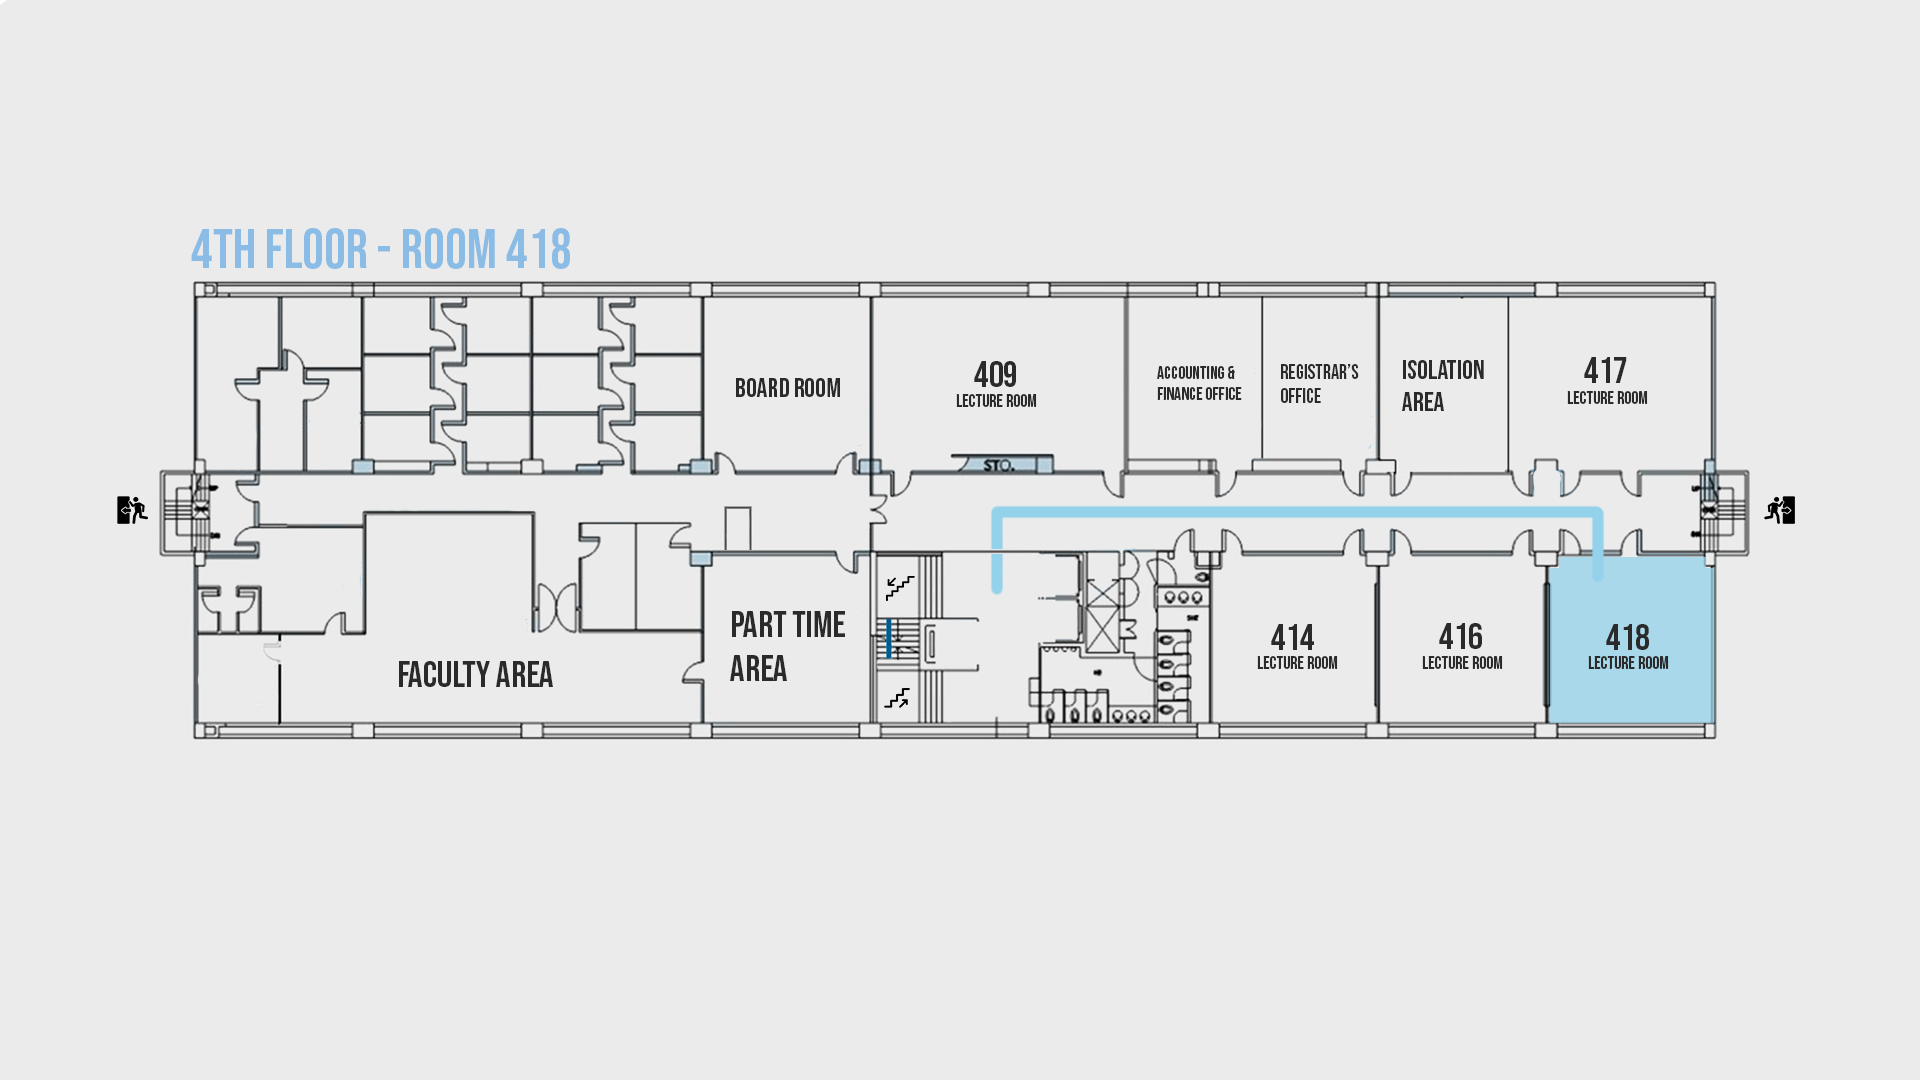 4TH FLOOR - ROOM 418
BOARD ROOM
409
LECTURE ROOM
ACCOUNTING &
FINANCE OFFICE
REGISTRAR'S
OFFICE
ISOLATION
AREA
417
LECTURE ROOM
STO.
PART TIME
AREA
FACULTY AREA
414
LECTURE ROOM
416
LECTURE ROOM
418
LECTURE ROOM